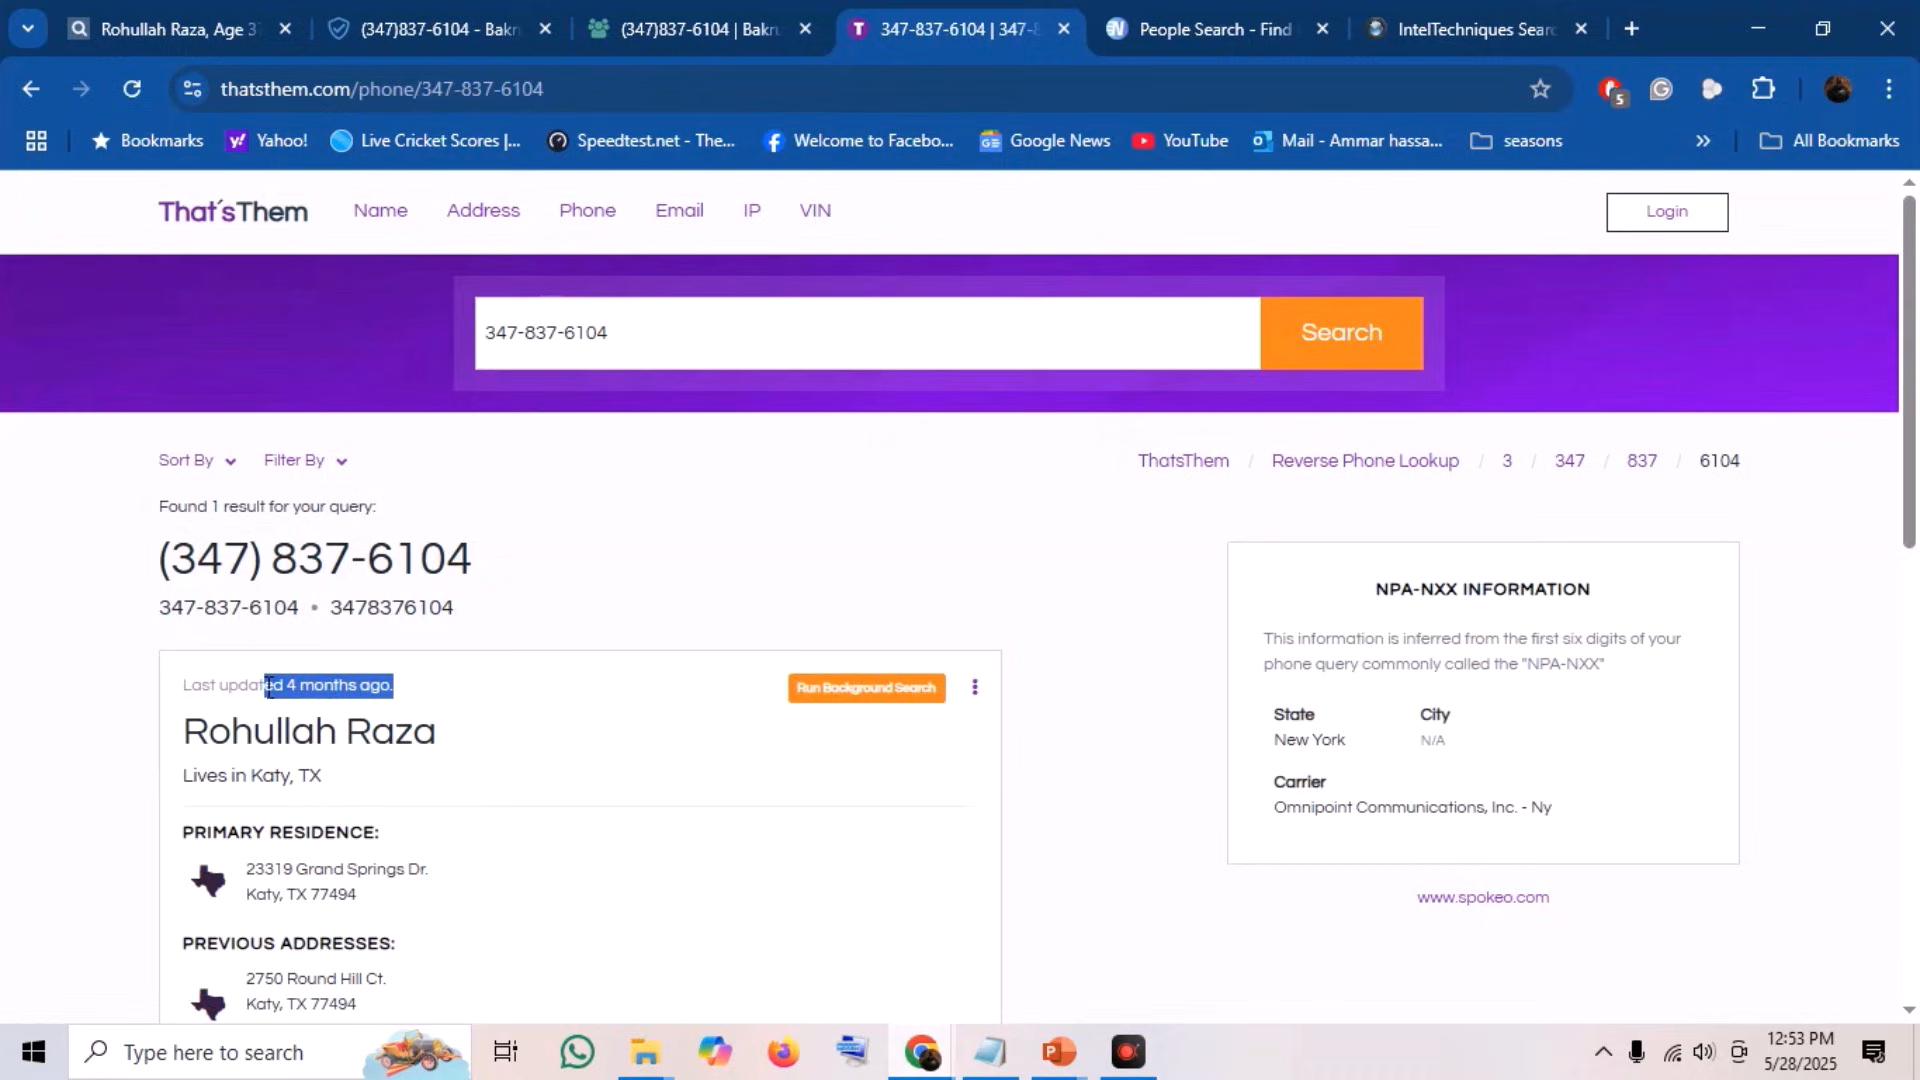 Rohullah Raza, Age 3
(347)837-6104 - Bakru
(347)837-6104 | Bakru
347-837-6104 | 347-8
People Search - Find
IntelTechniques Searc
thatsthem.com/phone/347-837-6104
5
Bookmarks
Yahoo!
Live Cricket Scores |...
Speedtest.net - The...
Welcome to Facebo...
Google News
YouTube
Mail - Ammar hassa...
seasons
All Bookmarks
That'sThem
Name
Address
Phone
Email
IP
VIN
Login
347-837-6104
Search
Sort By
Filter By
ThatsThem / Reverse Phone Lookup / 3 / 347 / 837 / 6104
Found 1 result for your query:
(347) 837-6104
347-837-6104 • 3478376104
Last updated 4 months ago.
Run Background Search
Rohullah Raza
Lives in Katy, TX
PRIMARY RESIDENCE:
23319 Grand Springs Dr.
Katy, TX 77494
PREVIOUS ADDRESSES:
2750 Round Hill Ct.
Katy, TX 77494
NPA-NXX INFORMATION
This information is inferred from the first six digits of your
phone query commonly called the "NPA-NXX"
State
New York
City
N/A
Carrier
Omnipoint Communications, Inc. - Ny
www.spokeo.com
Type here to search
12:53 PM
5/28/2025